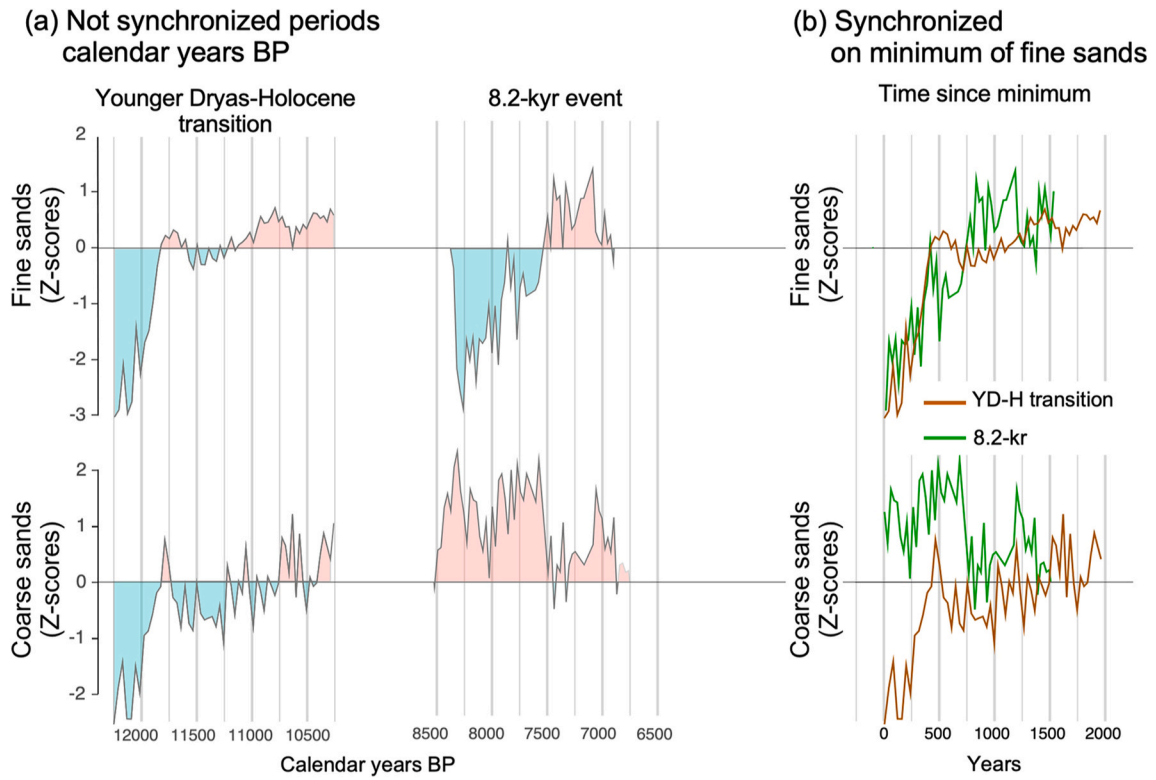 (a) Not synchronized periods
calendar years BP
(b) Synchronized
on minimum of fine sands
Younger Dryas-Holocene
transition
8.2-kyr event
Time since minimum
Fine sands
(Z-scores)
2
1
0
-1
-2
-3
Fine sands
(Z-scores)
YD-H transition
8.2-kr
Coarse sands
(Z-scores)
2
1
0
-1
-2
Coarse sands
(Z-scores)
12000 11500 11000 10500
8500 8000 7500 7000 6500
0 500 1000 1500 2000
Calendar years BP
Years